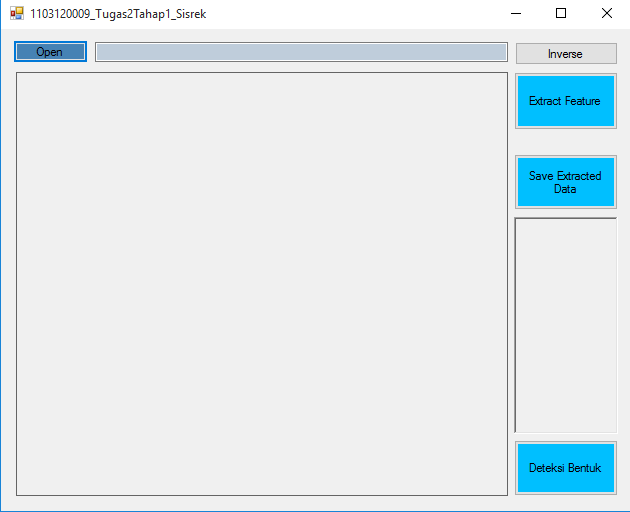 1103120009_Tugas2Tahap1_Sisrek
Open
Inverse
Extract Feature
Save Extracted
Data
Deteksi Bentuk